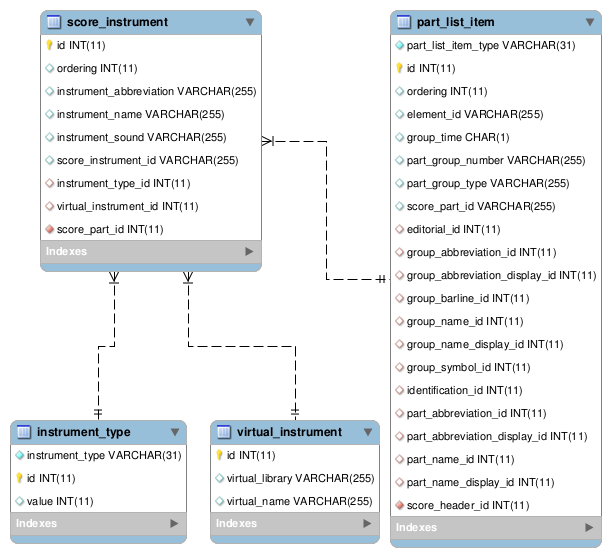 score_instrument
id INT(11)
ordering INT(11)
instrument_abbreviation VARCHAR(255)
instrument_name VARCHAR(255)
instrument_sound VARCHAR(255)
score_instrument_id VARCHAR(255)
instrument_type_id INT(11)
virtual_instrument_id INT(11)
score_part_id INT(11)
Indexes
part_list_item
part_list_item_type VARCHAR(31)
id INT(11)
ordering INT(11)
element_id VARCHAR(255)
group_time CHAR(1)
part_group_number VARCHAR(255)
part_group_type VARCHAR(255)
score_part_id VARCHAR(255)
editorial_id INT(11)
group_abbreviation_id INT(11)
group_abbreviation_display_id INT(11)
group_barline_id INT(11)
group_name_id INT(11)
group_name_display_id INT(11)
group_symbol_id INT(11)
identification_id INT(11)
part_abbreviation_id INT(11)
part_abbreviation_display_id INT(11)
part_name_id INT(11)
part_name_display_id INT(11)
score_header_id INT(11)
Indexes
instrument_type
instrument_type VARCHAR(31)
id INT(11)
value INT(11)
Indexes
virtual_instrument
id INT(11)
virtual_library VARCHAR(255)
virtual_name VARCHAR(255)
Indexes